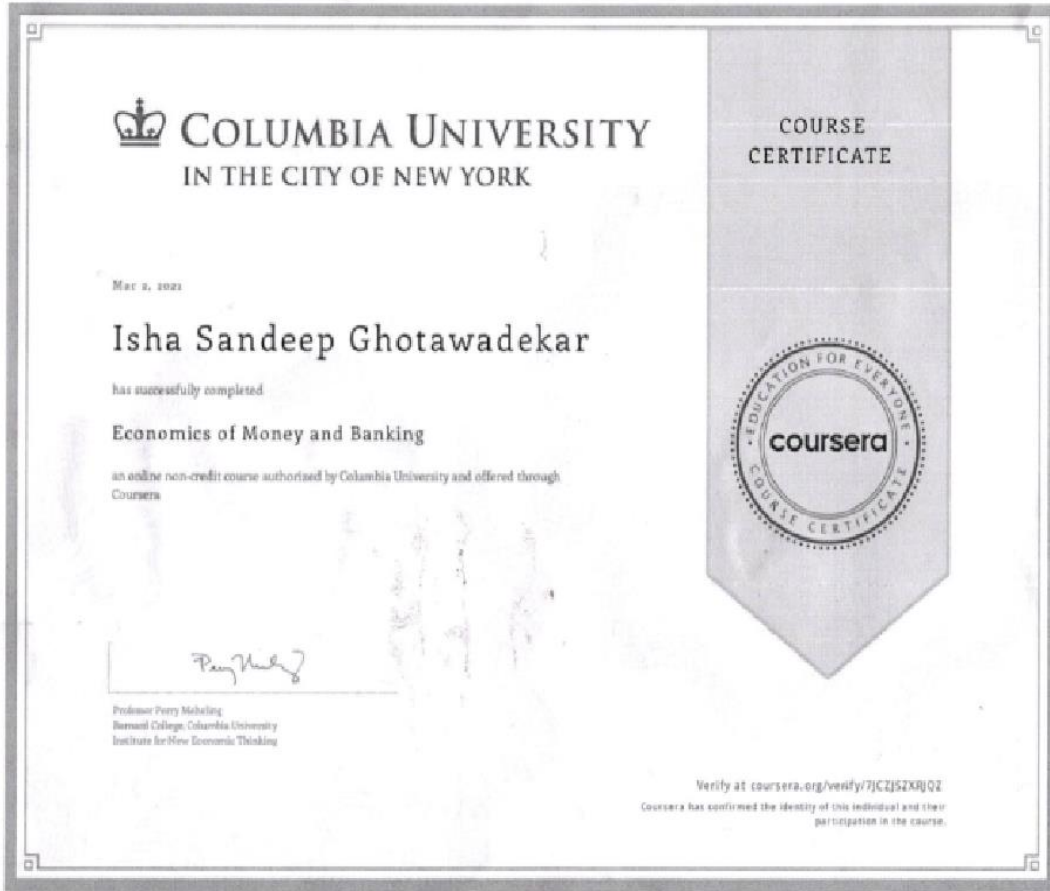 COLUMBIA UNIVERSITY
IN THE CITY OF NEW YORK
COURSE
CERTIFICATE
Mar 2, 2021
Isha Sandeep Ghotawadekar
has successfully completed
Economics of Money and Banking
an online non-credit course authorized by Columbia University and offered through
Coursera
EDUCATION FOR EVERYONE
coursera
COURSE CERTIFICATE
Professor Perry Mehrling
Barnard College, Columbia University
Institute for New Economic Thinking
Verify at coursera.org/verify/
Coursera has confirmed the identity of this individual and their
participation in the course.